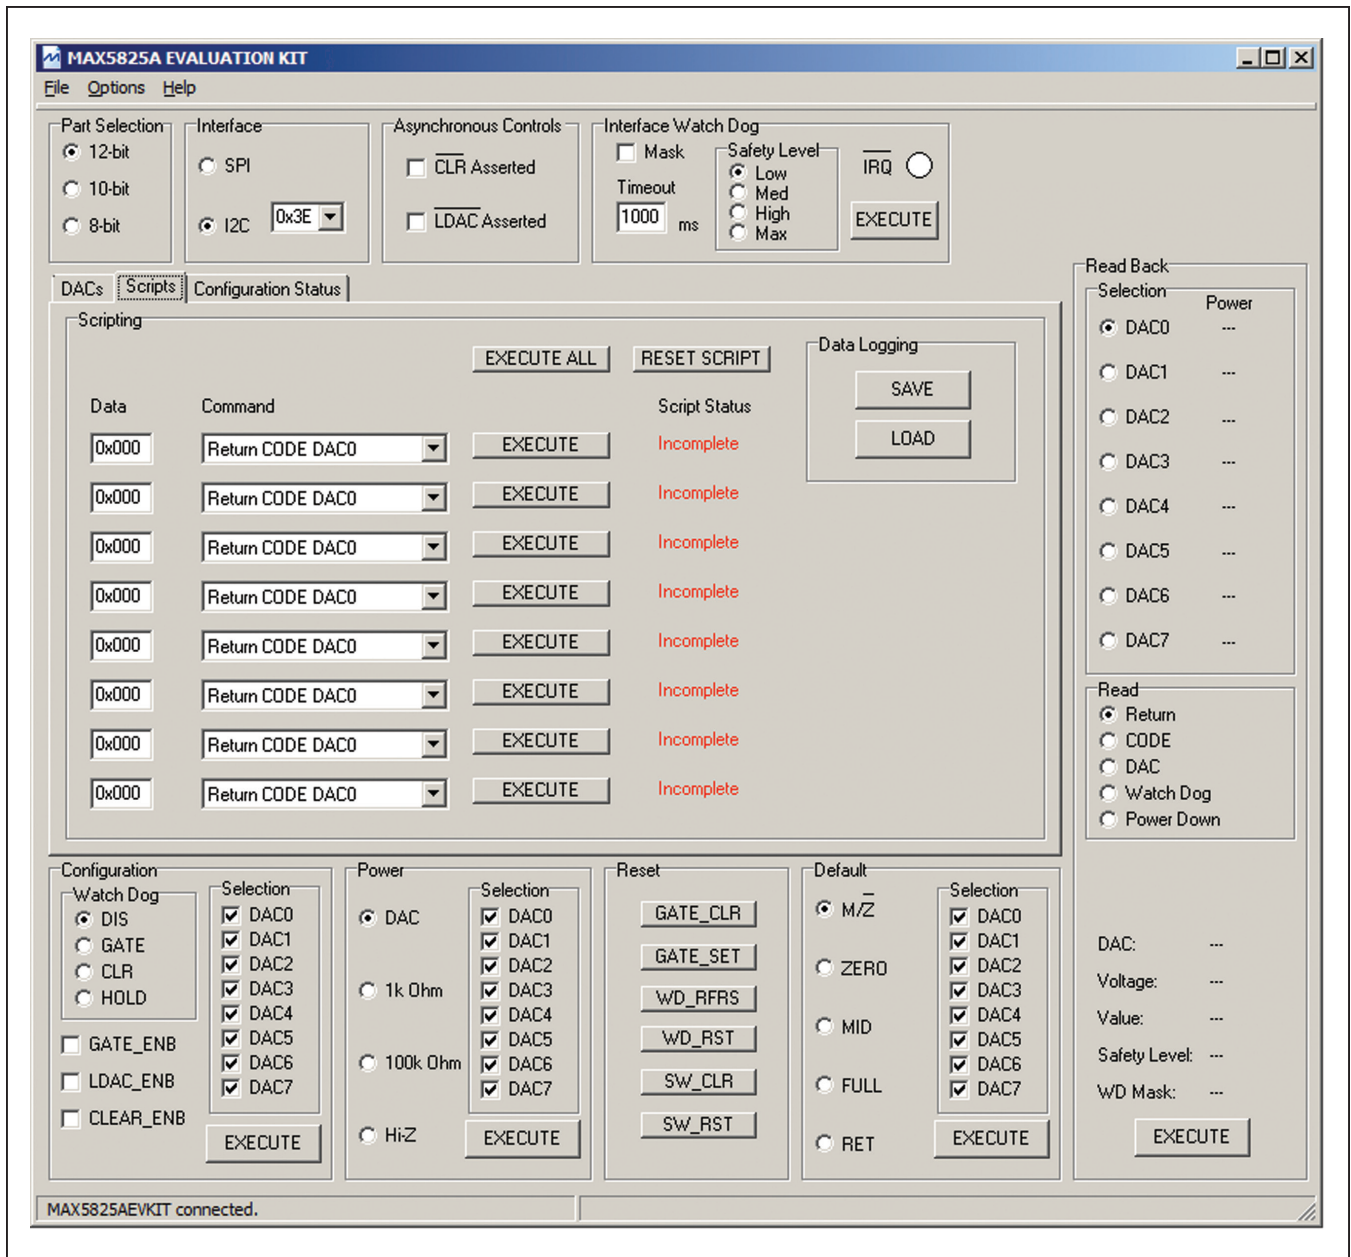 MAX5825A EVALUATION KIT
File Options Help
Part Selection
12-bit
10-bit
8-bit
Interface
SPI
I2C 0x3E
Asynchronous Controls
CLR Asserted
LDAC Asserted
Interface Watch Dog
Mask
Timeout
1000 ms
Safety Level
Low
Med
High
Max
IRQ
EXECUTE
DACs Scripts Configuration Status
Scripting
EXECUTE ALL RESET SCRIPT
Data Command Script Status
0x000 Return CODE DAC0 EXECUTE Incomplete
0x000 Return CODE DAC0 EXECUTE Incomplete
0x000 Return CODE DAC0 EXECUTE Incomplete
0x000 Return CODE DAC0 EXECUTE Incomplete
0x000 Return CODE DAC0 EXECUTE Incomplete
0x000 Return CODE DAC0 EXECUTE Incomplete
0x000 Return CODE DAC0 EXECUTE Incomplete
0x000 Return CODE DAC0 EXECUTE Incomplete
Data Logging
SAVE
LOAD
Read Back
Selection Power
DAC0 ---
DAC1 ---
DAC2 ---
DAC3 ---
DAC4 ---
DAC5 ---
DAC6 ---
DAC7 ---
Read
Return
CODE
DAC
Watch Dog
Power Down
DAC: ---
Voltage: ---
Value: ---
Safety Level: ---
WD Mask: ---
EXECUTE
Configuration
Watch Dog
DIS
GATE
CLR
HOLD
GATE_ENB
LDAC_ENB
CLEAR_ENB
Selection
DAC0
DAC1
DAC2
DAC3
DAC4
DAC5
DAC6
DAC7
EXECUTE
Power
DAC
1k Ohm
100k Ohm
Hi-Z
Selection
DAC0
DAC1
DAC2
DAC3
DAC4
DAC5
DAC6
DAC7
EXECUTE
Reset
GATE_CLR
GATE_SET
WD_RFRS
WD_RST
SW_CLR
SW_RST
Default
M/Z̅
ZERO
MID
FULL
RET
Selection
DAC0
DAC1
DAC2
DAC3
DAC4
DAC5
DAC6
DAC7
EXECUTE
MAX5825AEVKIT connected.